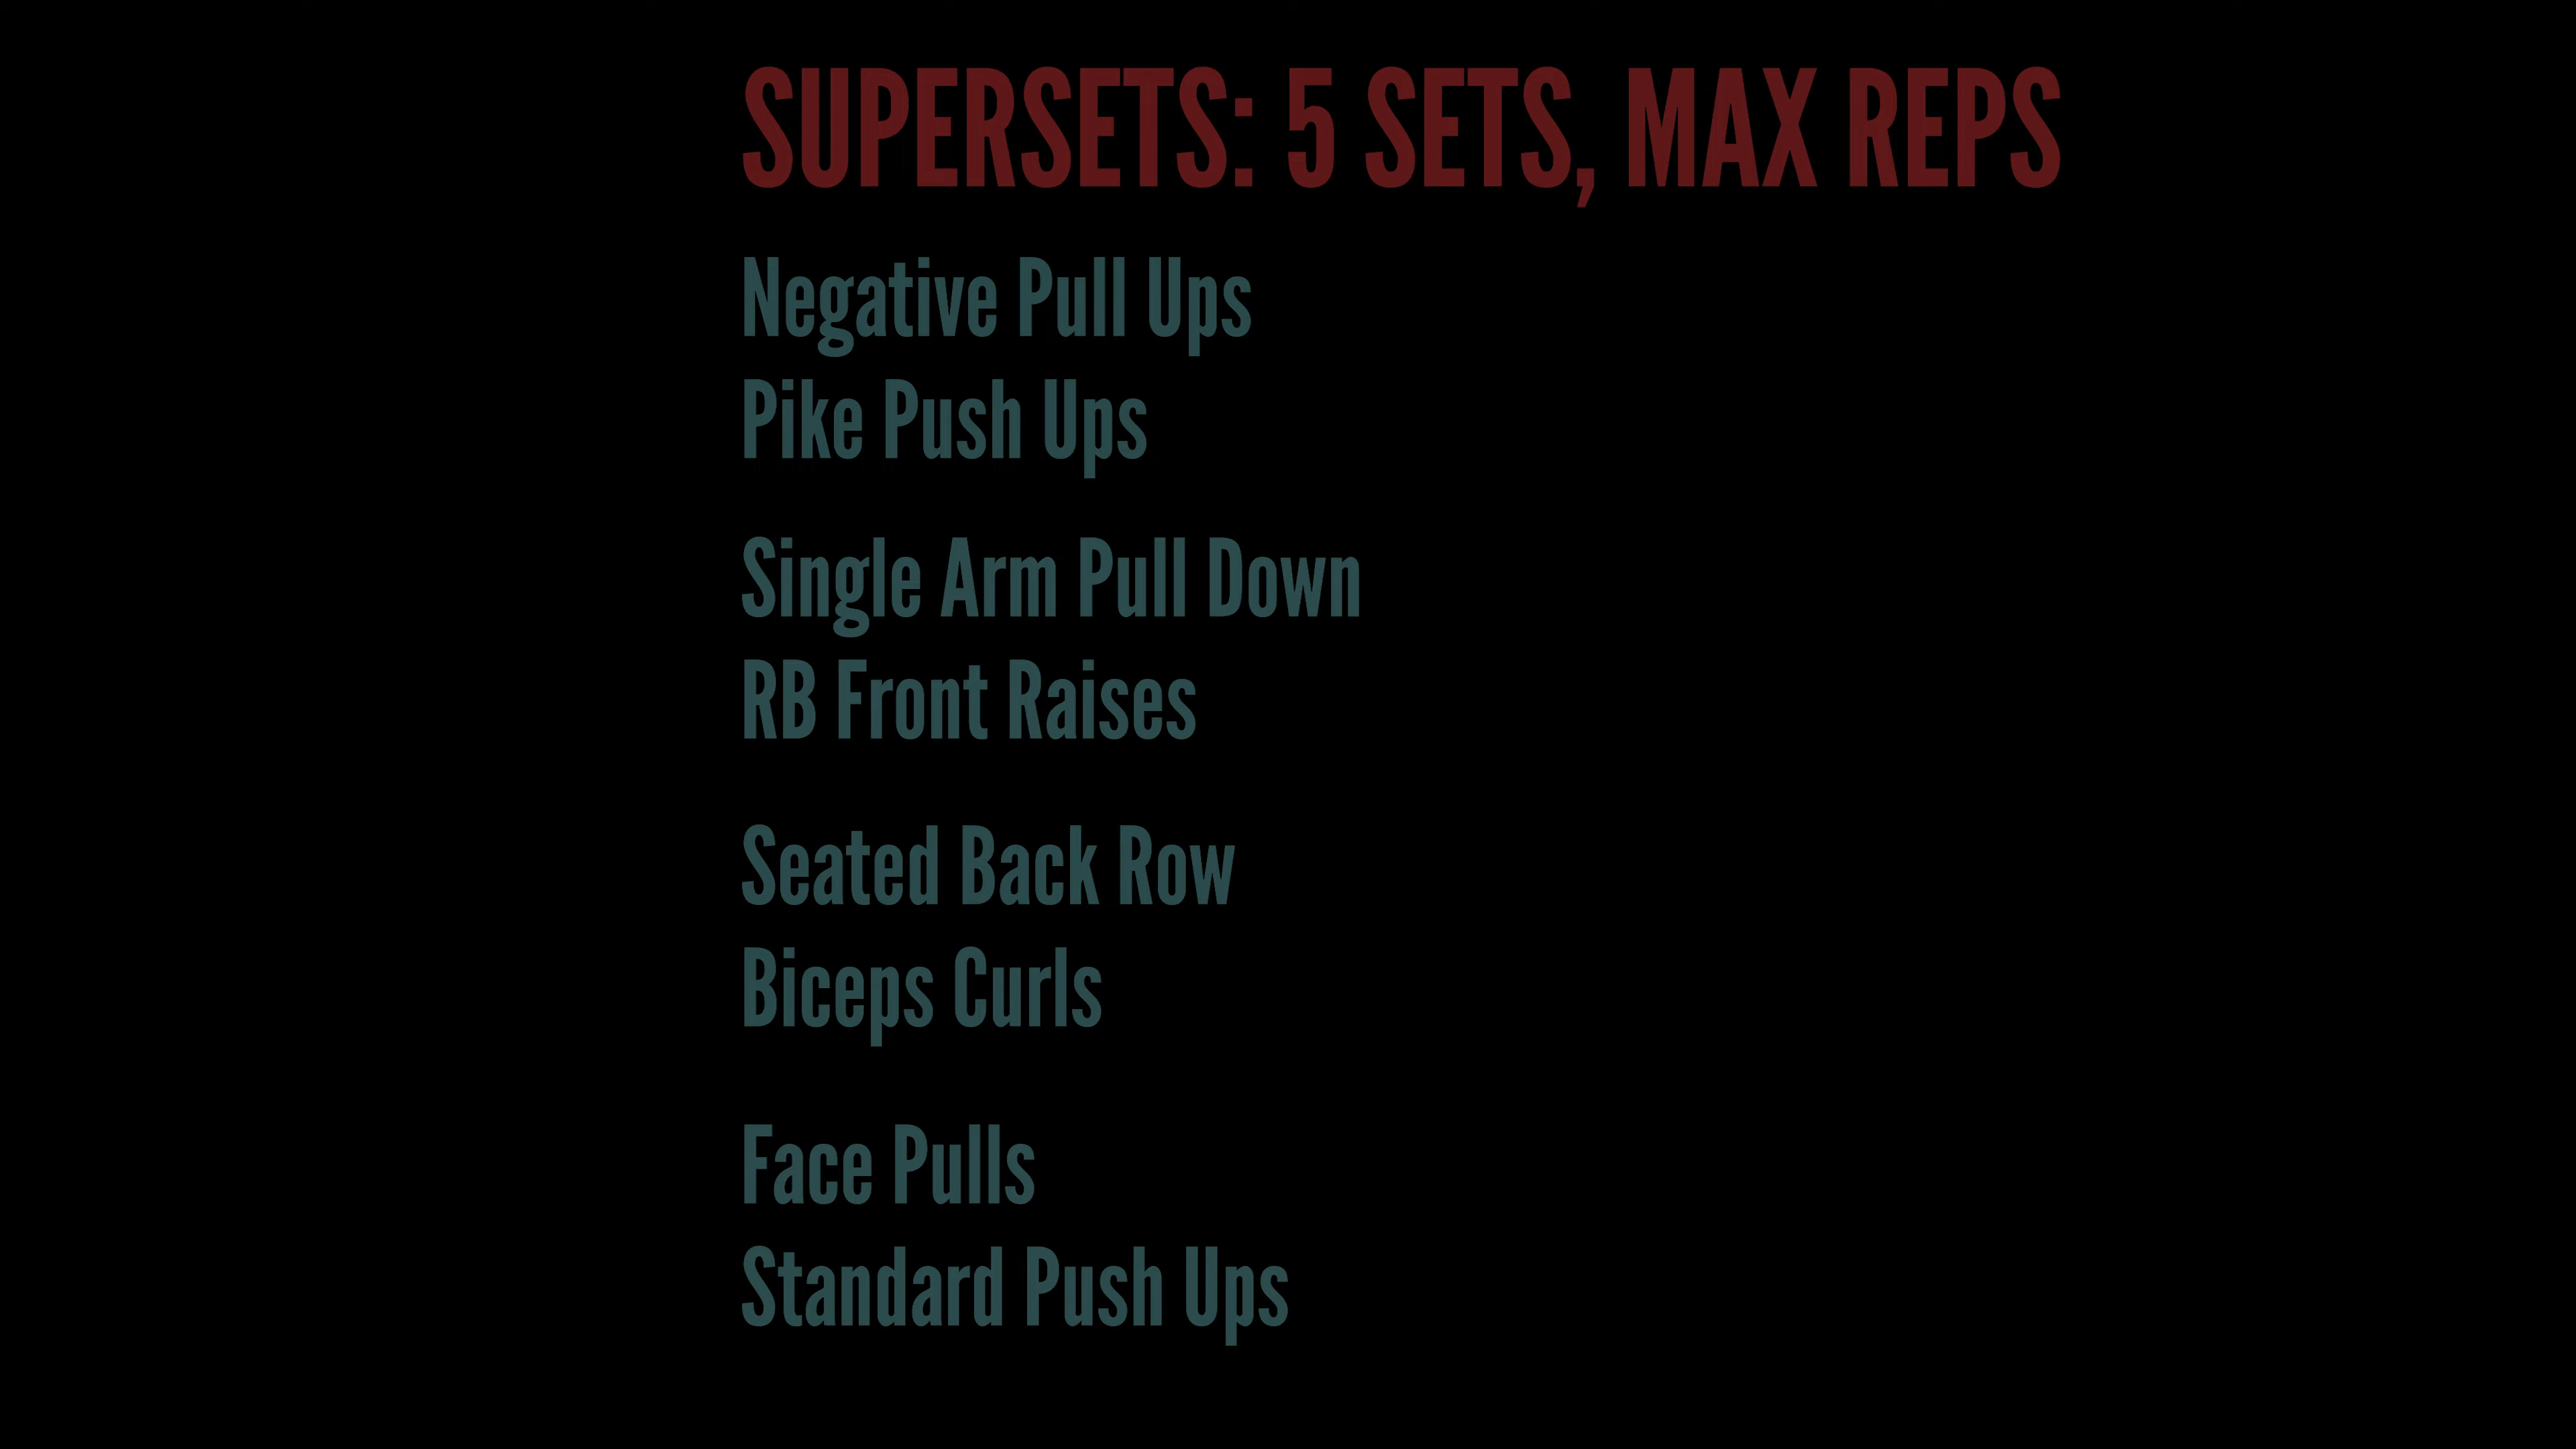 SUPERSETS: 5 SETS, MAX REPS
Negative Pull Ups
Pike Push Ups
Single Arm Pull Down
RB Front Raises
Seated Back Row
Biceps Curls
Face Pulls
Standard Push Ups